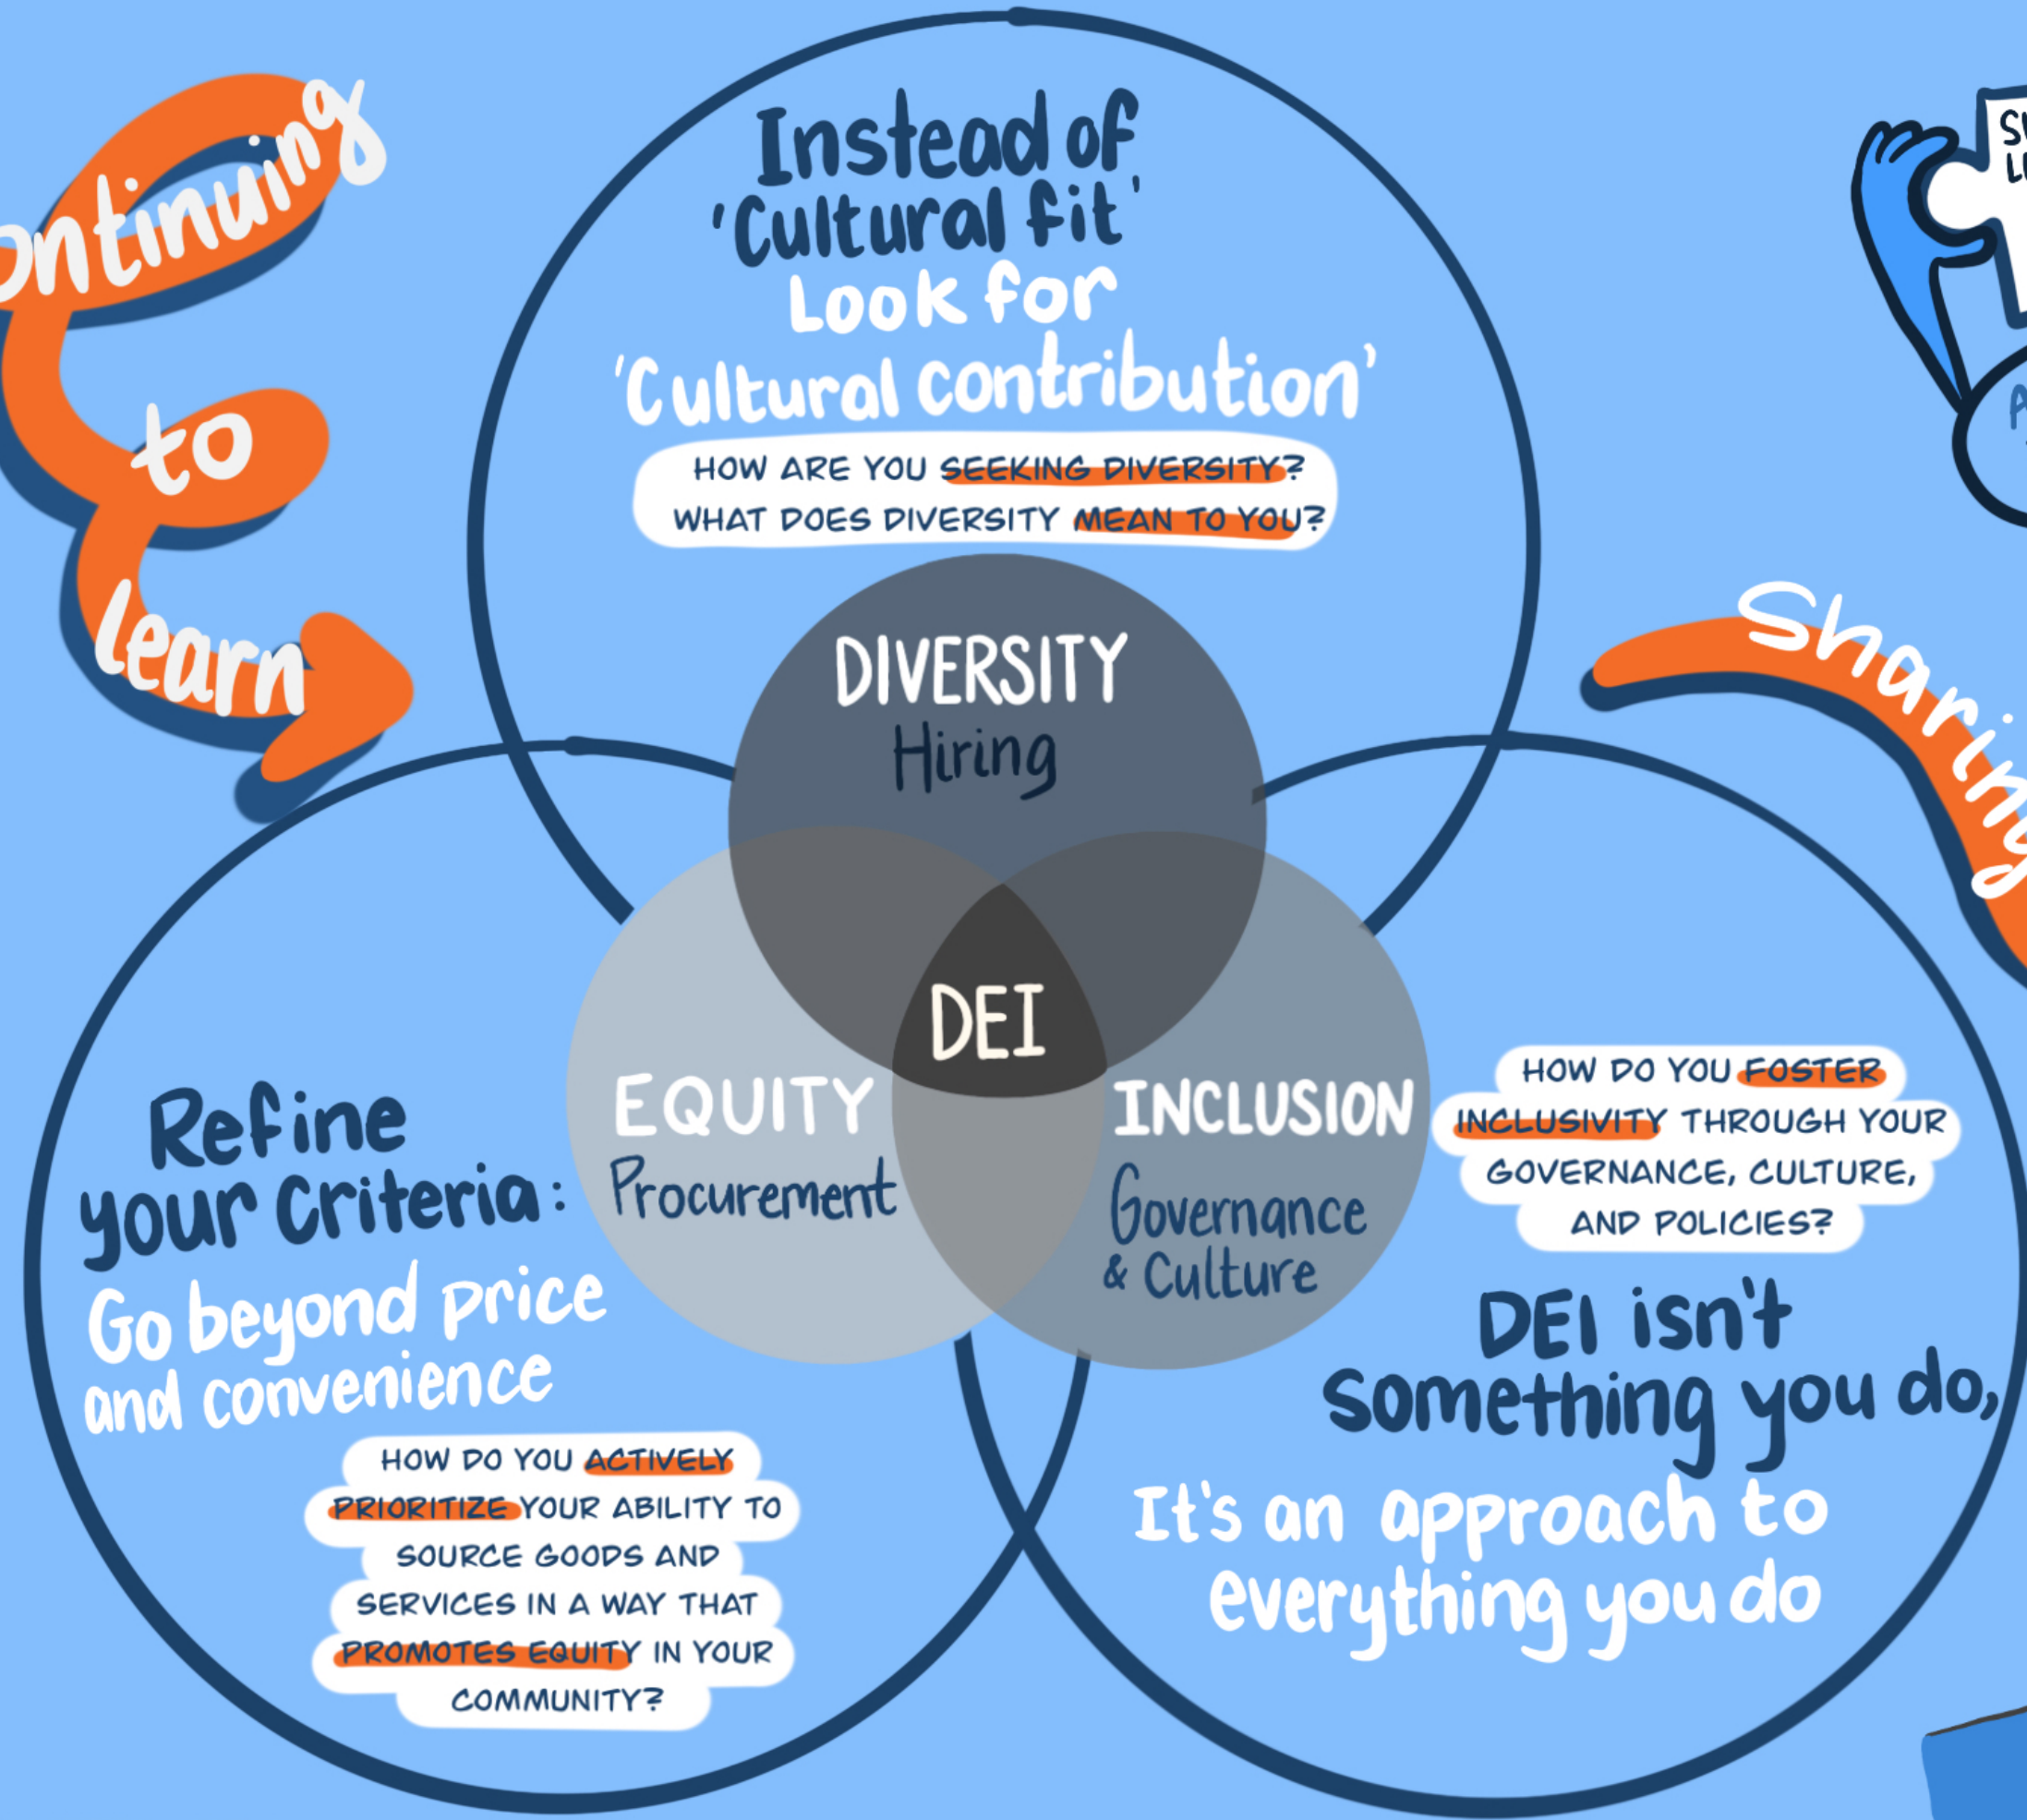 ontinuing
to
learn
Instead of
'Cultural fit'
Look for
'Cultural contribution'
HOW ARE YOU SEEKING DIVERSITY?
WHAT DOES DIVERSITY MEAN TO YOU?
DIVERSITY
Hiring
DEI
EQUITY
Procurement
INCLUSION
Governance
& Culture
Refine
your criteria:
Go beyond price
and convenience
HOW DO YOU ACTIVELY
PRIORITIZE YOUR ABILITY TO
SOURCE GOODS AND
SERVICES IN A WAY THAT
PROMOTES EQUITY IN YOUR
COMMUNITY?
HOW DO YOU FOSTER
INCLUSIVITY THROUGH YOUR
GOVERNANCE, CULTURE,
AND POLICIES?
DEI isn't
something you do,
It's an approach to
everything you do
Sharing